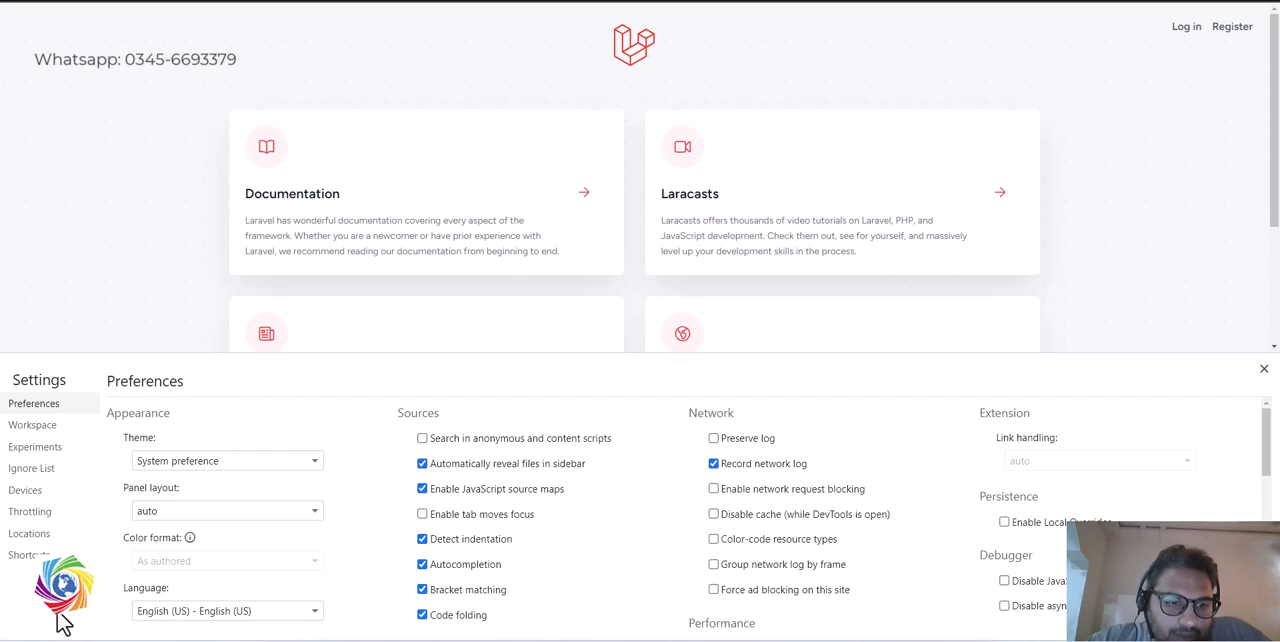 Log in Register
Whatsapp: 0345-6693379
Documentation
Laravel has wonderful documentation covering every aspect of the
framework. Whether you are a newcomer or have prior experience with
Laravel, we recommend reading our documentation from beginning to end.
Laracasts
Laracasts offers thousands of video tutorials on Laravel, PHP, and
JavaScript development. Check them out, see for yourself, and massively
level up your development skills in the process.
Settings
Preferences
Workspace
Experiments
Ignore List
Devices
Throttling
Locations
Shortcuts
Preferences
Appearance
Theme:
System preference
Panel layout:
auto
Color format:
As authored
Language:
English (US) - English (US)
Sources
Search in anonymous and content scripts
Automatically reveal files in sidebar
Enable JavaScript source maps
Enable tab moves focus
Detect indentation
Autocompletion
Bracket matching
Code folding
Network
Preserve log
Record network log
Enable network request blocking
Disable cache (while DevTools is open)
Color-code resource types
Group network log by frame
Force ad blocking on this site
Performance
Extension
Link handling:
auto
Persistence
Enable Local Overrides
Debugger
Disable
Disable